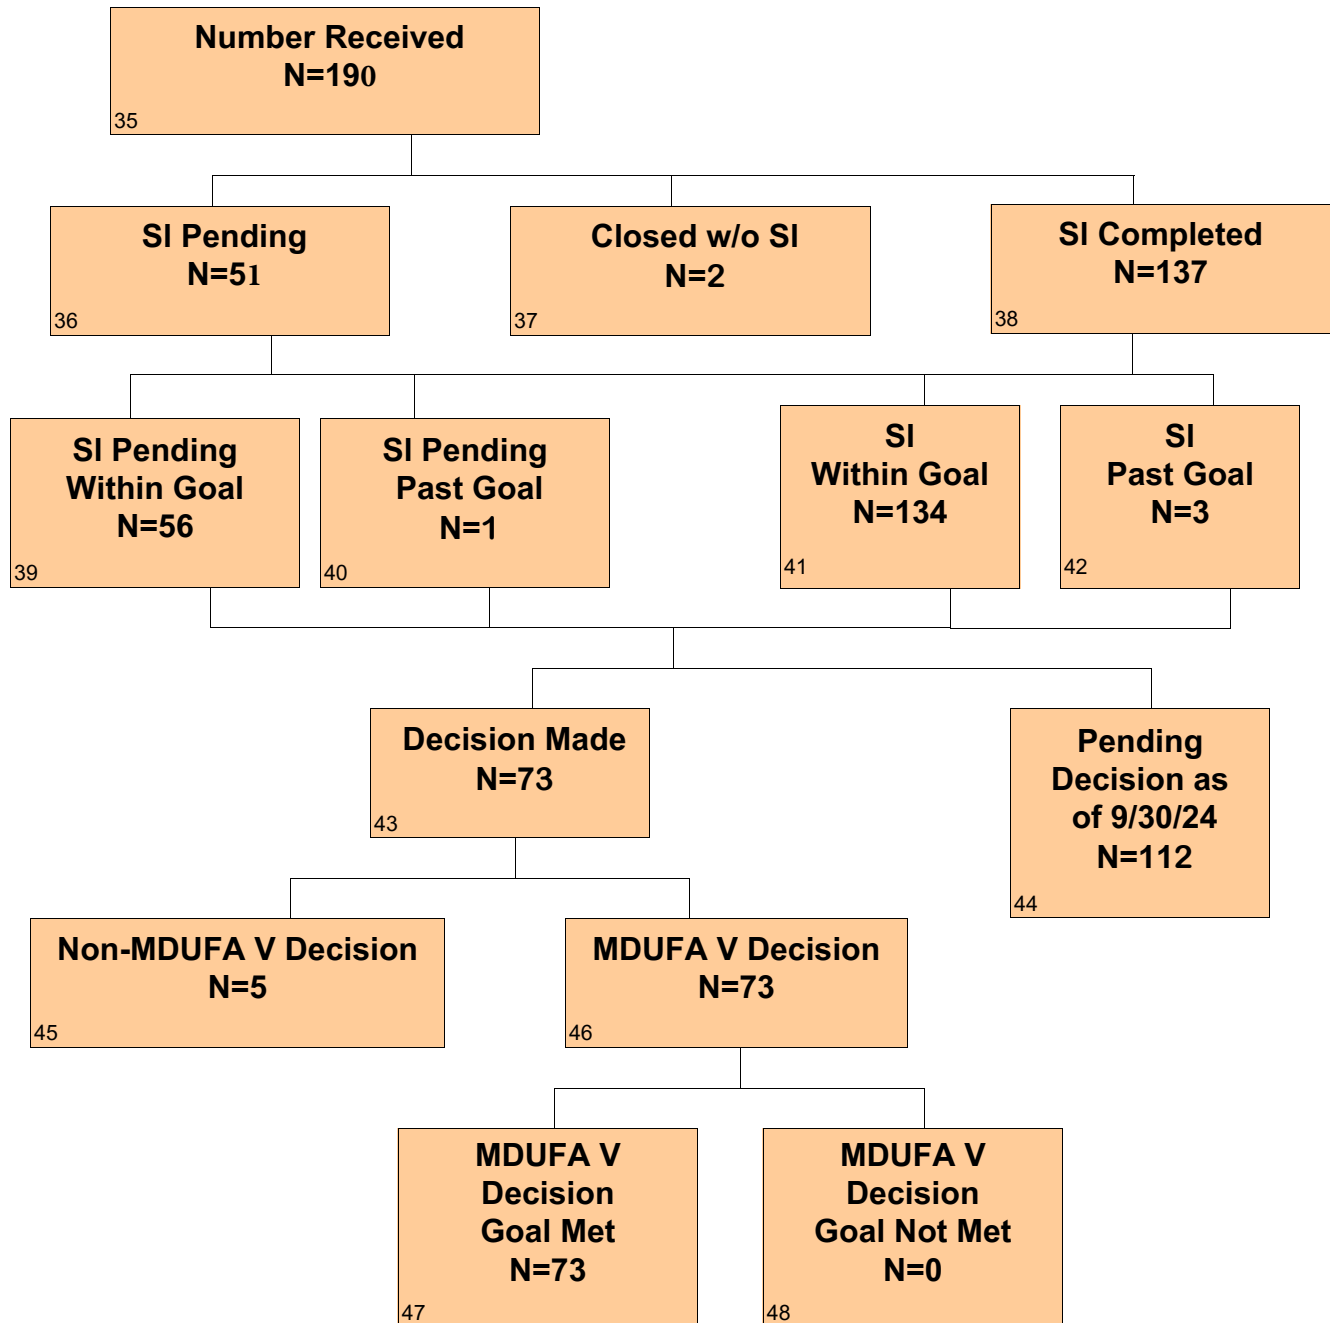 Number Received
N=190
35
SI Pending
N=51
36
Closed w/o SI
N=2
37
SI Completed
N=137
38
SI Pending
Within Goal
N=56
39
SI Pending
Past Goal
N=1
40
SI
Within Goal
N=134
41
SI
Past Goal
N=3
42
Decision Made
N=73
43
Pending
Decision as
of 9/30/24
N=112
44
Non-MDUFA V Decision
N=5
45
MDUFA V Decision
N=73
46
MDUFA V
Decision
Goal Met
N=73
47
MDUFA V
Decision
Goal Not Met
N=0
48